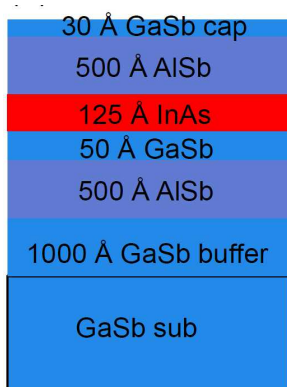 30 Å GaSb cap
500 Å AlSb
125 Å InAs
50 Å GaSb
500 Å AlSb
1000 Å GaSb buffer
GaSb sub